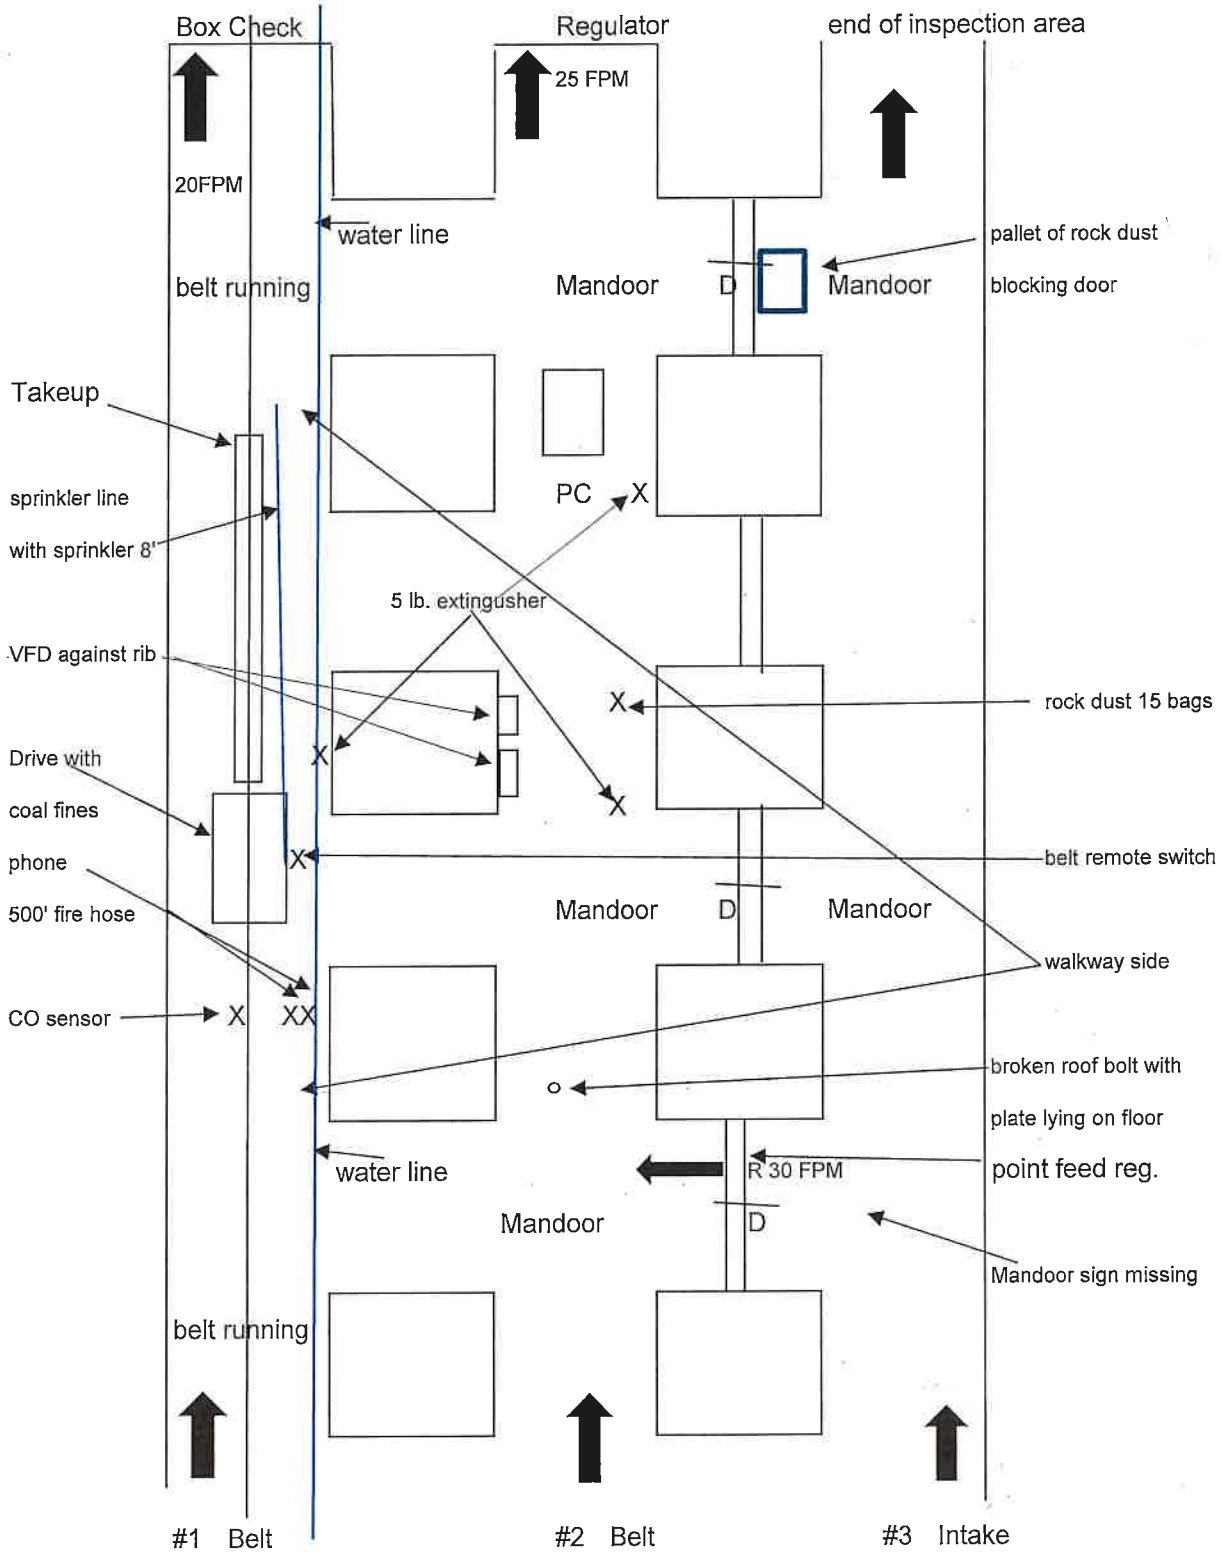 Box Check
Regulator
end of inspection area
25 FPM
20FPM
water line
pallet of rock dust
belt running
Mandoor
D
Mandoor
blocking door
Takeup
sprinkler line
PC
X
with sprinkler 8'
5 lb. extingusher
VFD against rib
X
rock dust 15 bags
Drive with
X
coal fines
X
phone
X
belt remote switch
500' fire hose
Mandoor
D
Mandoor
walkway side
CO sensor
X
XX
broken roof bolt with
plate lying on floor
water line
R 30 FPM
point feed reg.
Mandoor
D
Mandoor sign missing
belt running
#1 Belt
#2 Belt
#3 Intake